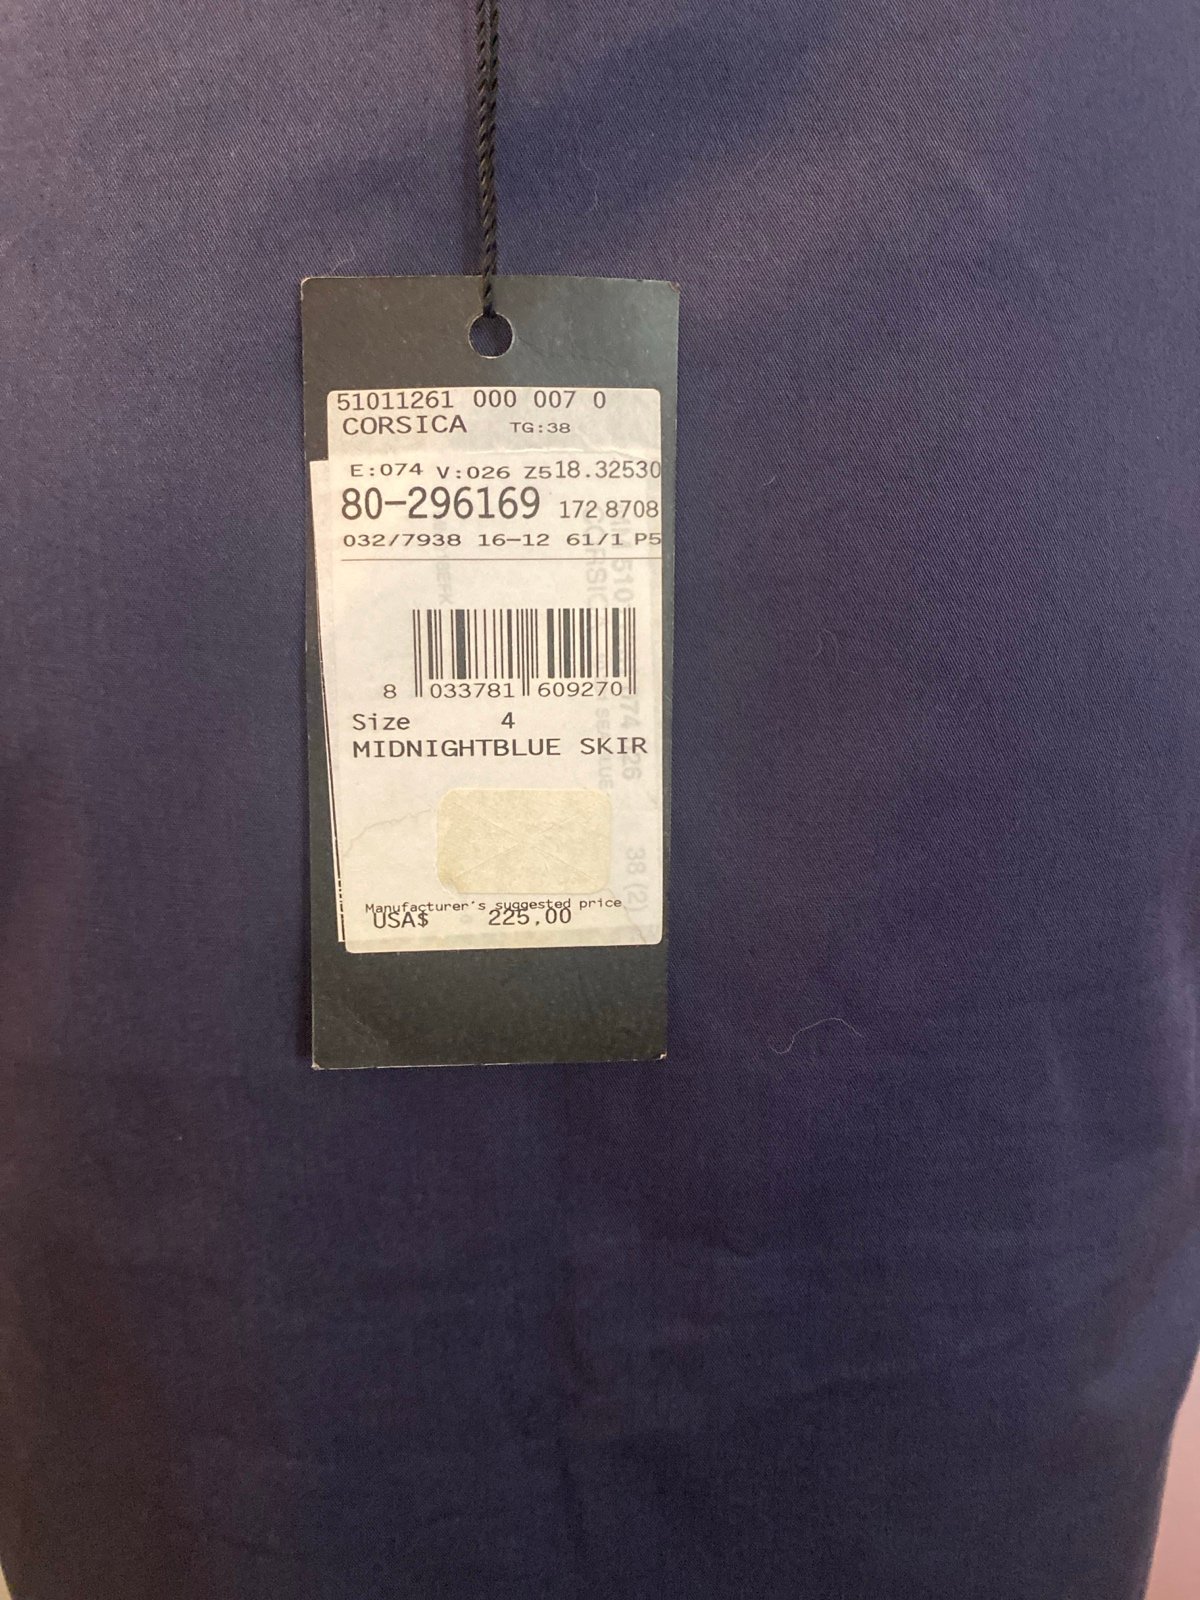 51011261 000 007 0
CORSICA TG:38
E:074 V:026 Z518.32530
80-296169 172 8708
032/7938 16-12 61/1 P5
8 033781 609270
Size 4
MIDNIGHTBLUE SKIR
Manufacturer's suggested price
USA$ 225,00